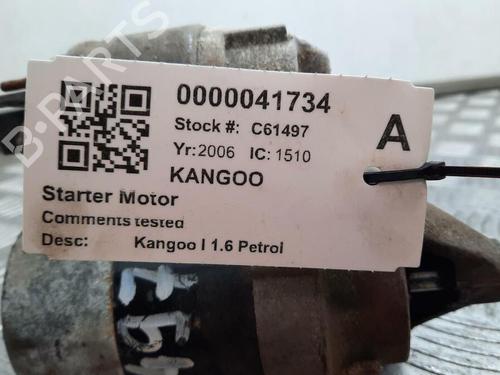 0000041734
Stock #: C61497
A
Yr:2006 IC: 1510
KANGOO
Starter Motor
Comments tested
Desc: Kangoo I 1.6 Petrol
B-PARTS